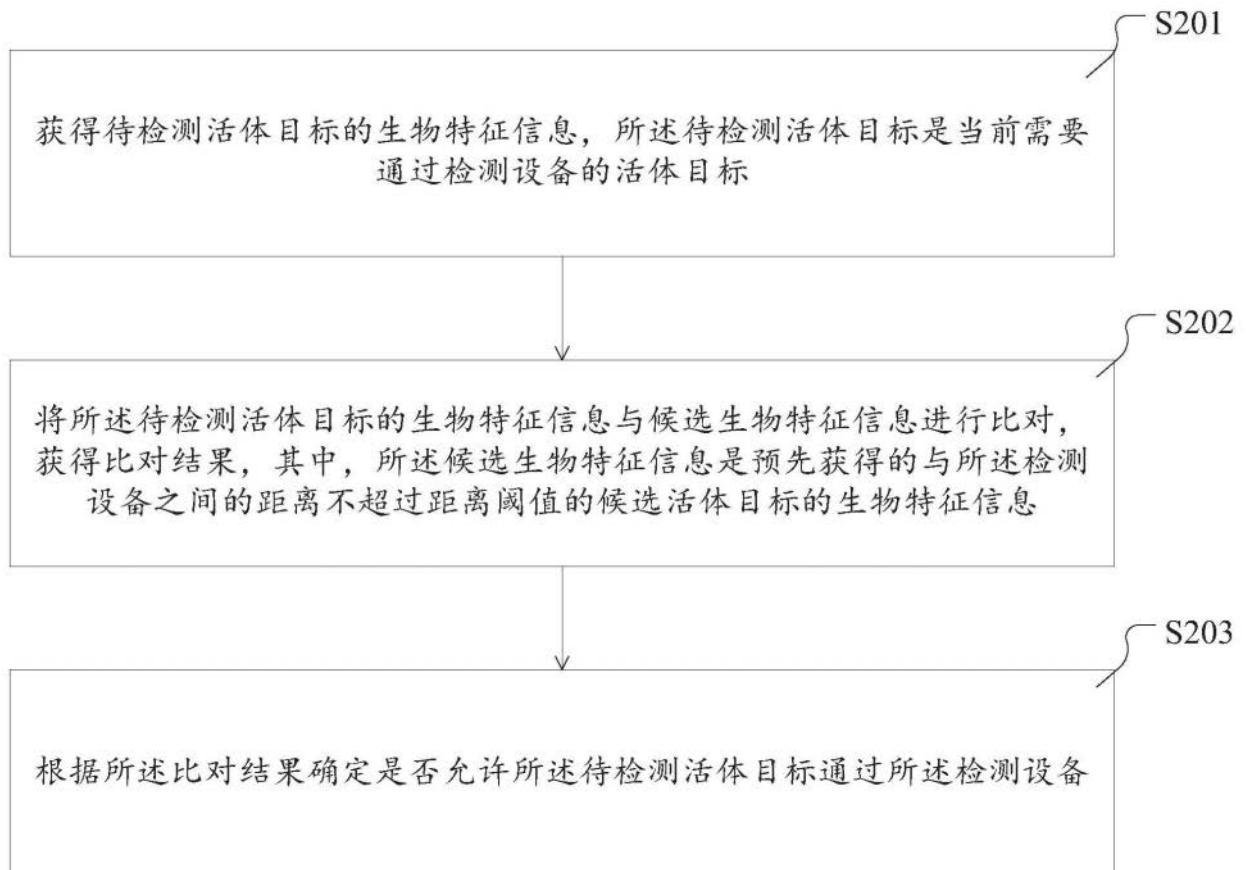 S201
获得待检测活体目标的生物特征信息，所述待检测活体目标是当前需要
通过检测设备的活体目标
S202
将所述待检测活体目标的生物特征信息与候选生物特征信息进行比对，
获得比对结果，其中，所述候选生物特征信息是预先获得的与所述检测
设备之间的距离不超过距离阈值的候选活体目标的生物特征信息
S203
根据所述比对结果确定是否允许所述待检测活体目标通过所述检测设备